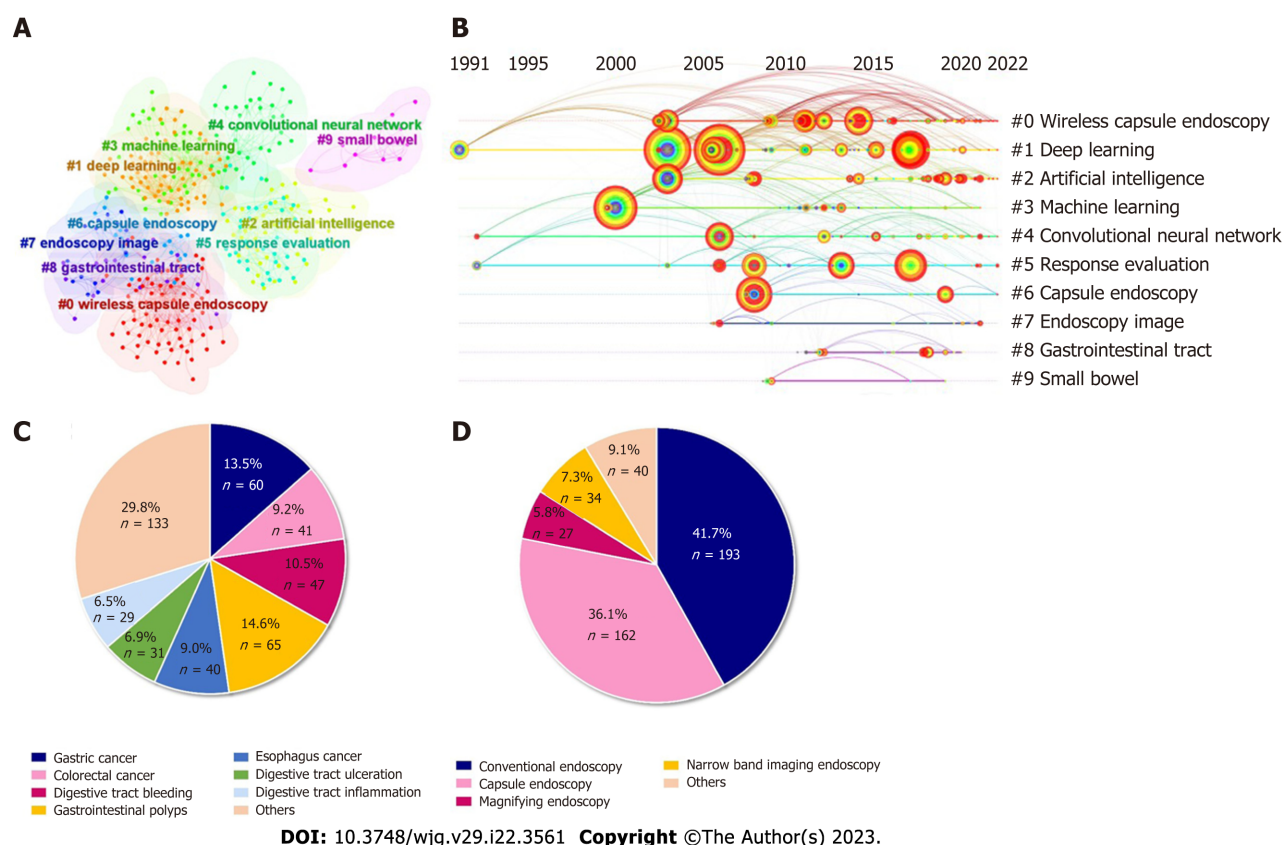 A
#4 convolutional neural network
#9 small bowel
#3 machine learning
#1 deep learning
#6 capsule endoscopy
#2 artificial intelligence
#7 endoscopy image
#5 response evaluation
#8 gastrointestinal tract
#0 wireless capsule endoscopy
B
1991 1995 2000 2005 2010 2015 2020 2022
#0 Wireless capsule endoscopy
#1 Deep learning
#2 Artificial intelligence
#3 Machine learning
#4 Convolutional neural network
#5 Response evaluation
#6 Capsule endoscopy
#7 Endoscopy image
#8 Gastrointestinal tract
#9 Small bowel
C
13.5%
n = 60
9.2%
n = 41
10.5%
n = 47
14.6%
n = 65
9.0%
n = 40
6.9%
n = 31
6.5%
n = 29
29.8%
n = 133
Gastric cancer
Colorectal cancer
Digestive tract bleeding
Gastrointestinal polyps
Esophagus cancer
Digestive tract ulceration
Digestive tract inflammation
Others
D
41.7%
n = 193
36.1%
n = 162
5.8%
n = 27
7.3%
n = 34
9.1%
n = 40
Conventional endoscopy
Capsule endoscopy
Magnifying endoscopy
Narrow band imaging endoscopy
Others
DOI: 10.3748/wjg.v29.i22.3561 Copyright ©The Author(s) 2023.